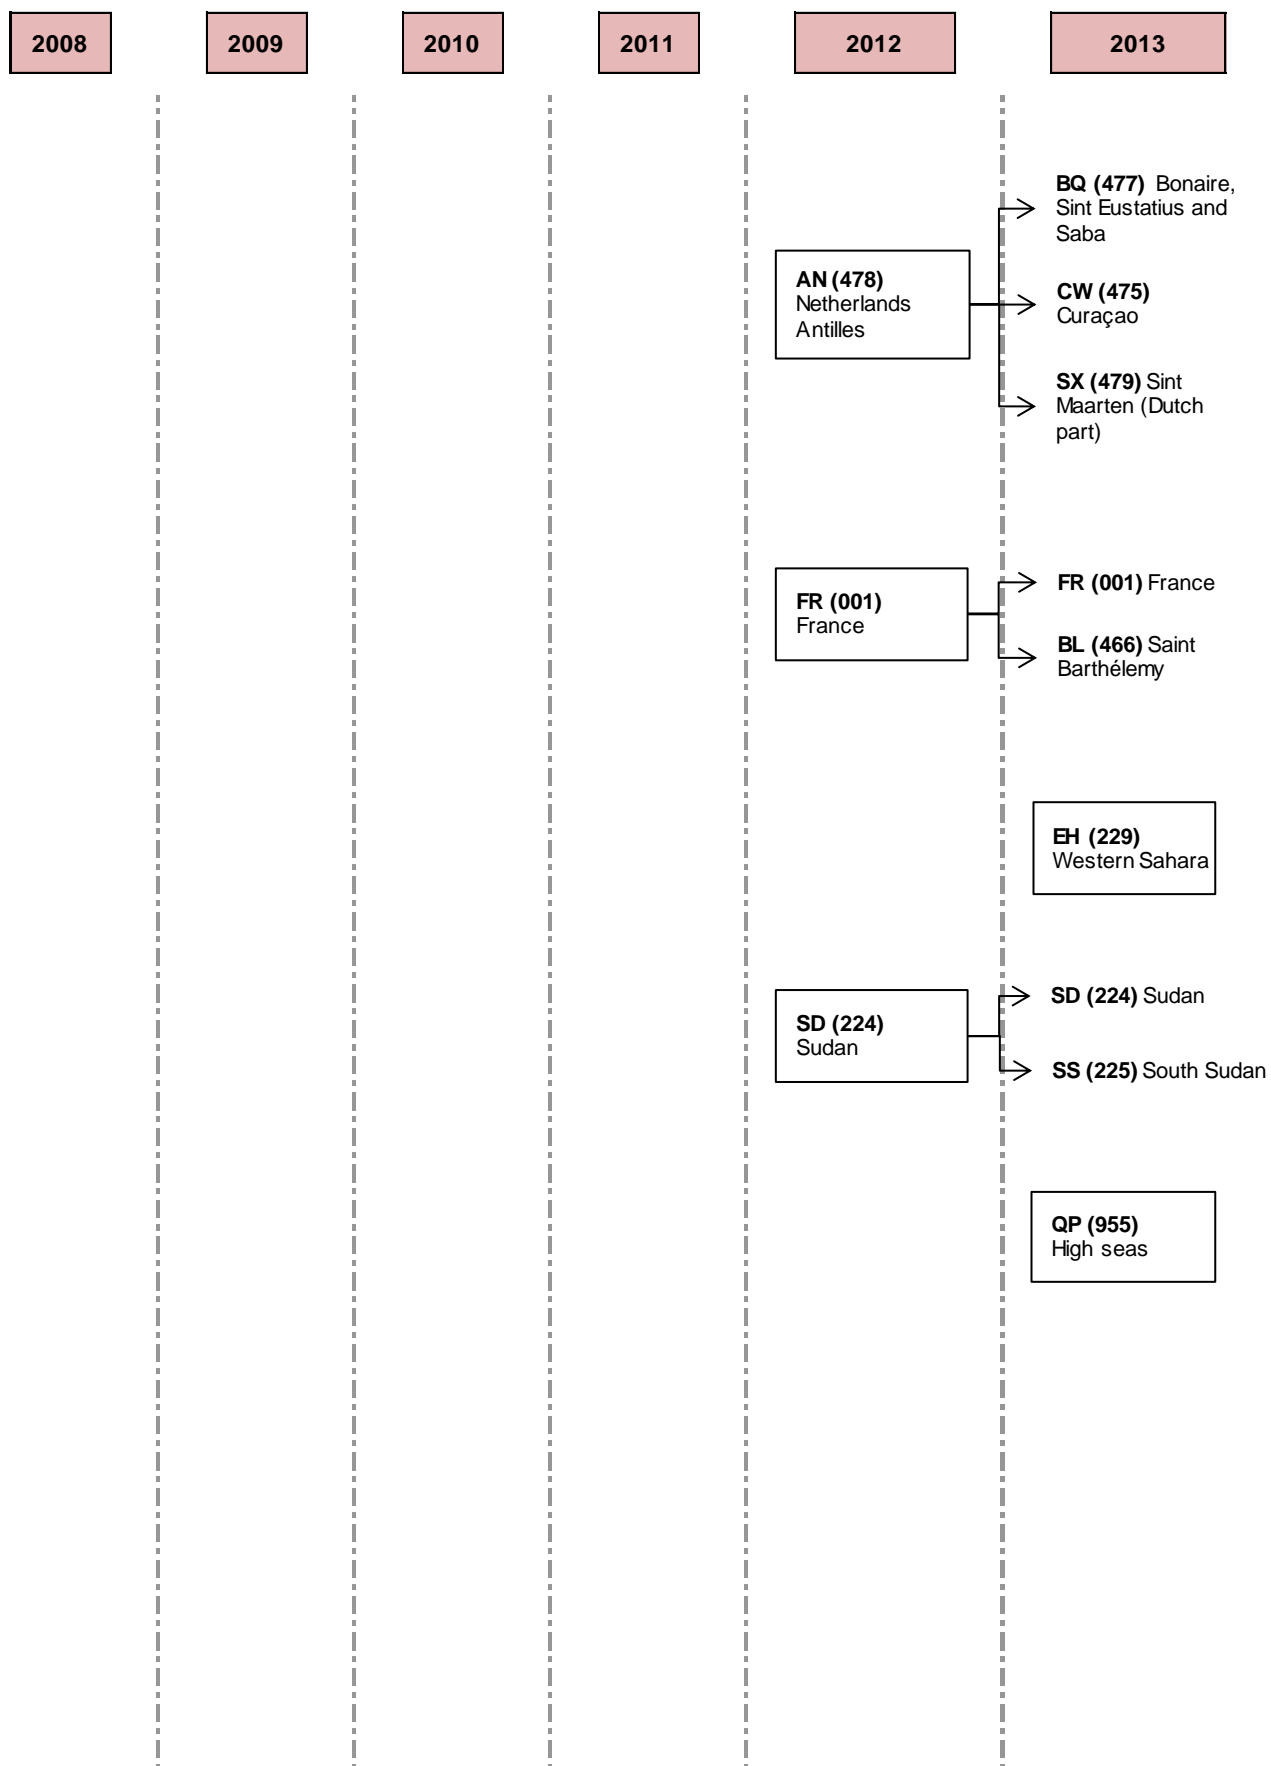 2008 2009 2010 2011 2012 2013
BQ (477) Bonaire,
Sint Eustatius and
Saba
AN (478)
Netherlands
Antilles
CW (475)
Curaçao
SX (479) Sint
Maarten (Dutch
part)
FR (001)
France
FR (001) France
BL (466) Saint
Barthélemy
EH (229)
Western Sahara
SD (224)
Sudan
SD (224) Sudan
SS (225) South Sudan
QP (955)
High seas